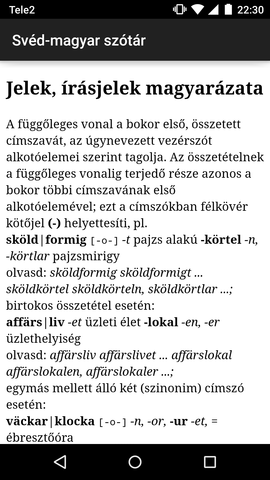 Tele2 22:30
Svéd-magyar szótár
Jelek, írásjelek magyarázata
A függőleges vonal a bokor első, összetett
címszavát, az úgynevezett vezérszót
alkotóelemei szerint tagolja. Az összetételnek
a függőleges vonalig terjedő része azonos a
bokor többi címszavának első
alkotóelemével; ezt a címszókban félkövér
kötőjel (-) helyettesíti, pl.
sköld|formig [-o-] -t pajzs alakú -körtel -n,
-körtlar pajzsmirigy
olvasd: sköldformig sköldformigt ...
sköldkörtel sköldkörteln, sköldkörtlar ...;
birtokos összetétel esetén:
affärs|liv -et üzleti élet -lokal -en, -er
üzlethelyiség
olvasd: affärsliv affärslivet ... affärslokal
affärslokalen, affärslokaler ...;
egymás mellett álló két (szinonim) címszó
esetén:
väckar|klocka [-o-] -n, -or, -ur -et, =
ébresztőóra